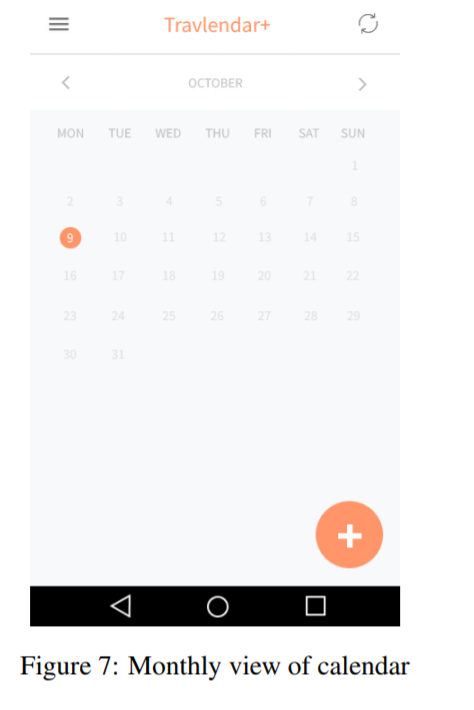 Travlendar+
OCTOBER
MON TUE WED THU FRI SAT SUN
1
2 3 4 5 6 7 8
9 10 11 12 13 14 15
16 17 18 19 20 21 22
23 24 25 26 27 28 29
30 31
Figure 7: Monthly view of calendar